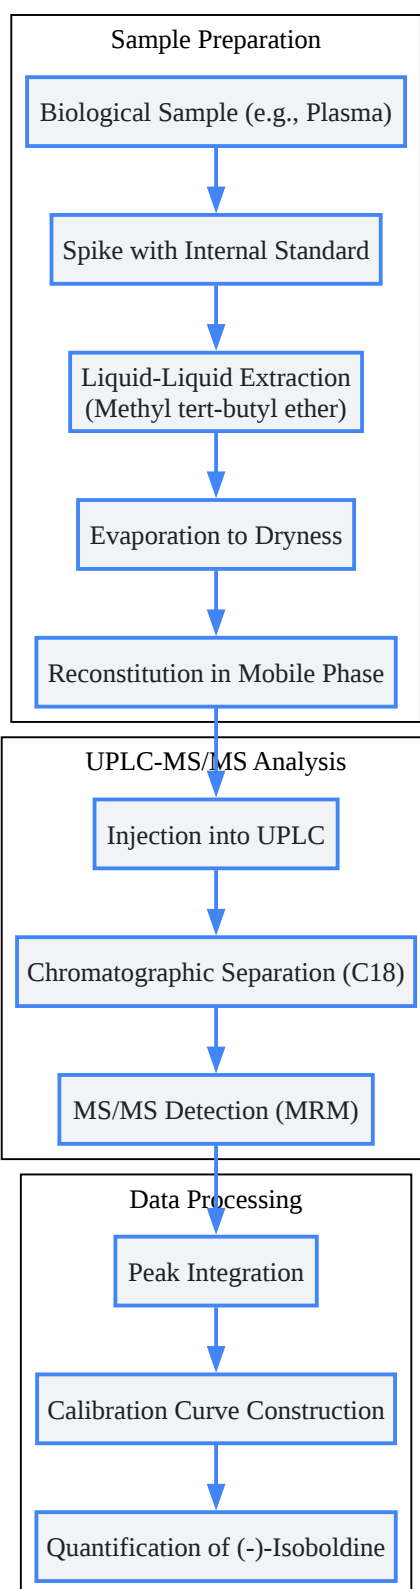 Sample Preparation
Biological Sample (e.g., Plasma)
Spike with Internal Standard
Liquid-Liquid Extraction
(Methyl tert-butyl ether)
Evaporation to Dryness
Reconstitution in Mobile Phase
UPLC-MS/MS Analysis
Injection into UPLC
Chromatographic Separation (C18)
MS/MS Detection (MRM)
Data Processing
Peak Integration
Calibration Curve Construction
Quantification of (-)-Isoboldine